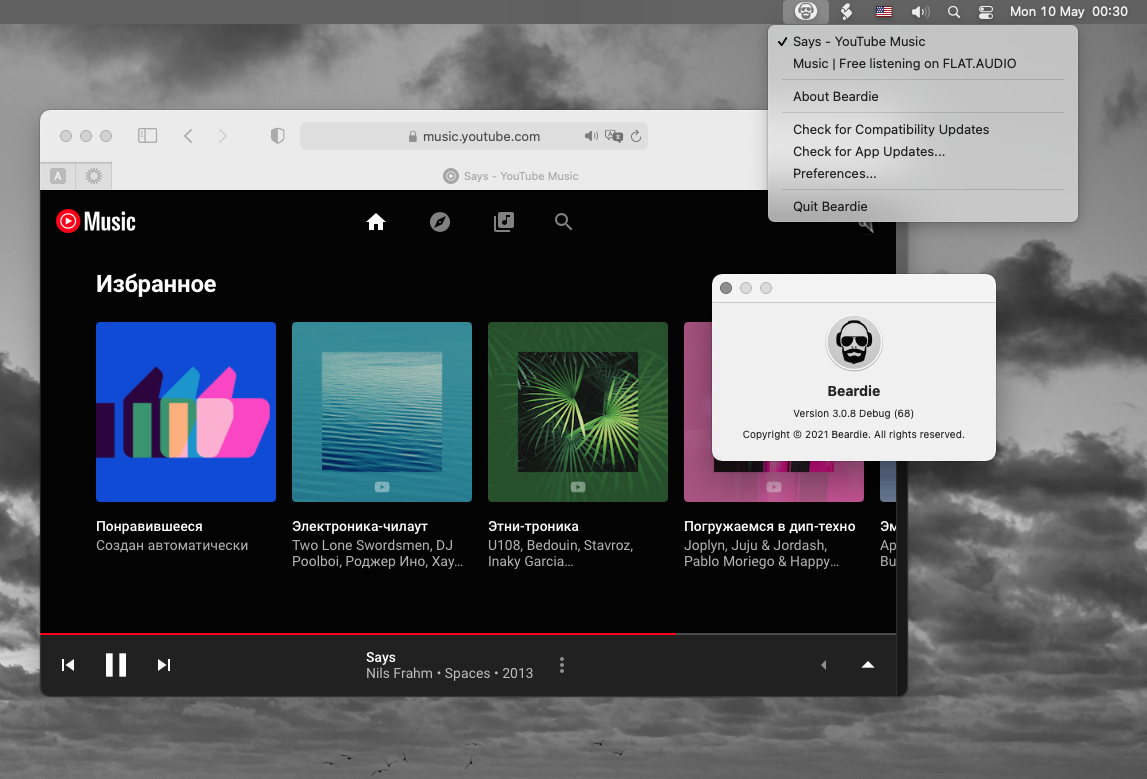 Mon 10 May 00:30
✓ Says - YouTube Music
Music | Free listening on FLAT.AUDIO
About Beardie
Check for Compatibility Updates
Check for App Updates...
Preferences...
Quit Beardie
music.youtube.com
A
Says - YouTube Music
Music
Избранное
Понравившееся
Создан автоматически
Электроника-чилаут
Two Lone Swordsmen, DJ
Poolboi, Роджер Ино, Хау...
Этни-троника
U108, Bedouin, Stavroz,
Inaky Garcia...
Погружаемся в дип-техно
Joplyn, Juju & Jordash,
Pablo Moriego & Happy...
Эм
Ap
Bu
Beardie
Version 3.0.8 Debug (68)
Copyright © 2021 Beardie. All rights reserved.
Says
Nils Frahm • Spaces • 2013